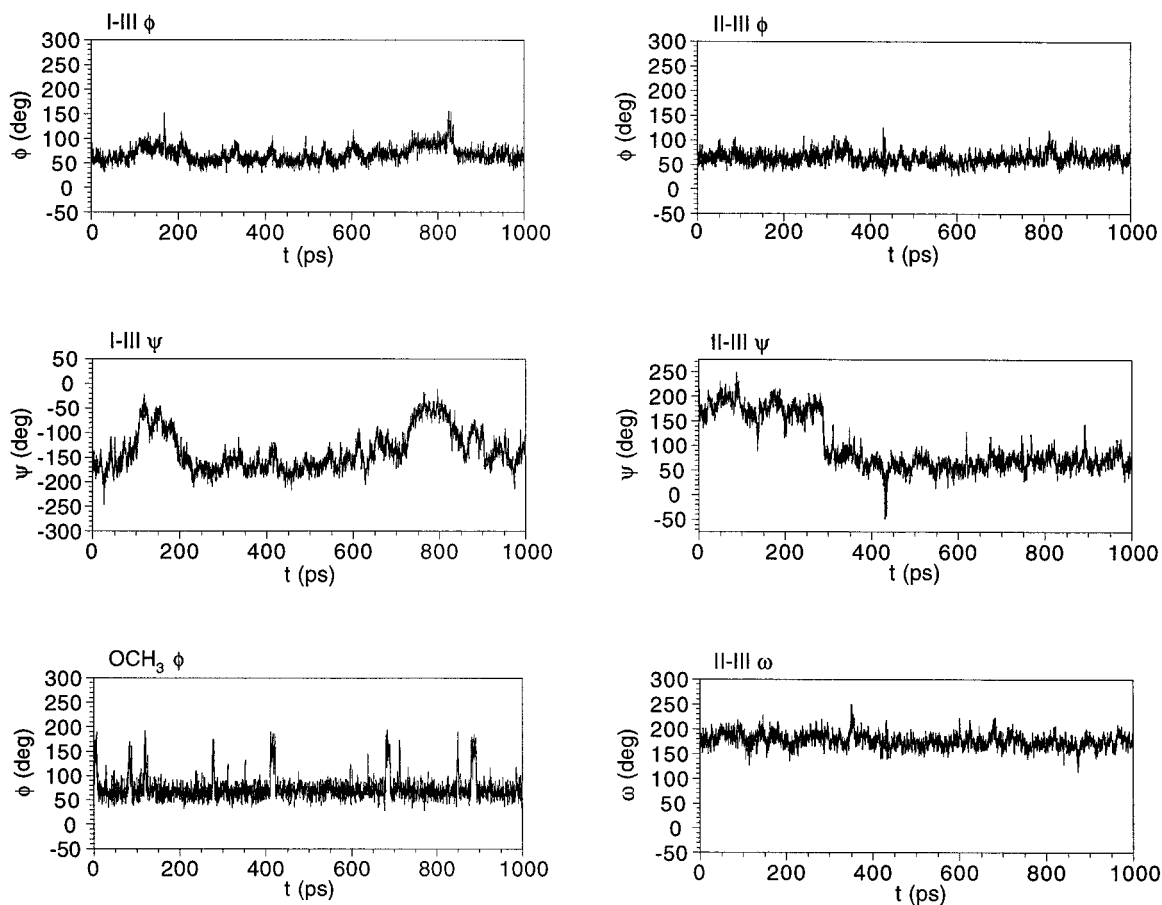 I-III ϕ
300
250
200
150
100
50
0
-50
ϕ (deg)
0 200 400 600 800 1000
t (ps)
II-III ϕ
300
250
200
150
100
50
0
-50
ϕ (deg)
0 200 400 600 800 1000
t (ps)
I-III ψ
50
0
-50
-100
-150
-200
-250
-300
ψ (deg)
0 200 400 600 800 1000
t (ps)
II-III ψ
250
200
150
100
50
0
-50
ψ (deg)
0 200 400 600 800 1000
t (ps)
OCH₃ ϕ
300
250
200
150
100
50
0
-50
ϕ (deg)
0 200 400 600 800 1000
t (ps)
II-III ω
300
250
200
150
100
50
0
-50
ω (deg)
0 200 400 600 800 1000
t (ps)